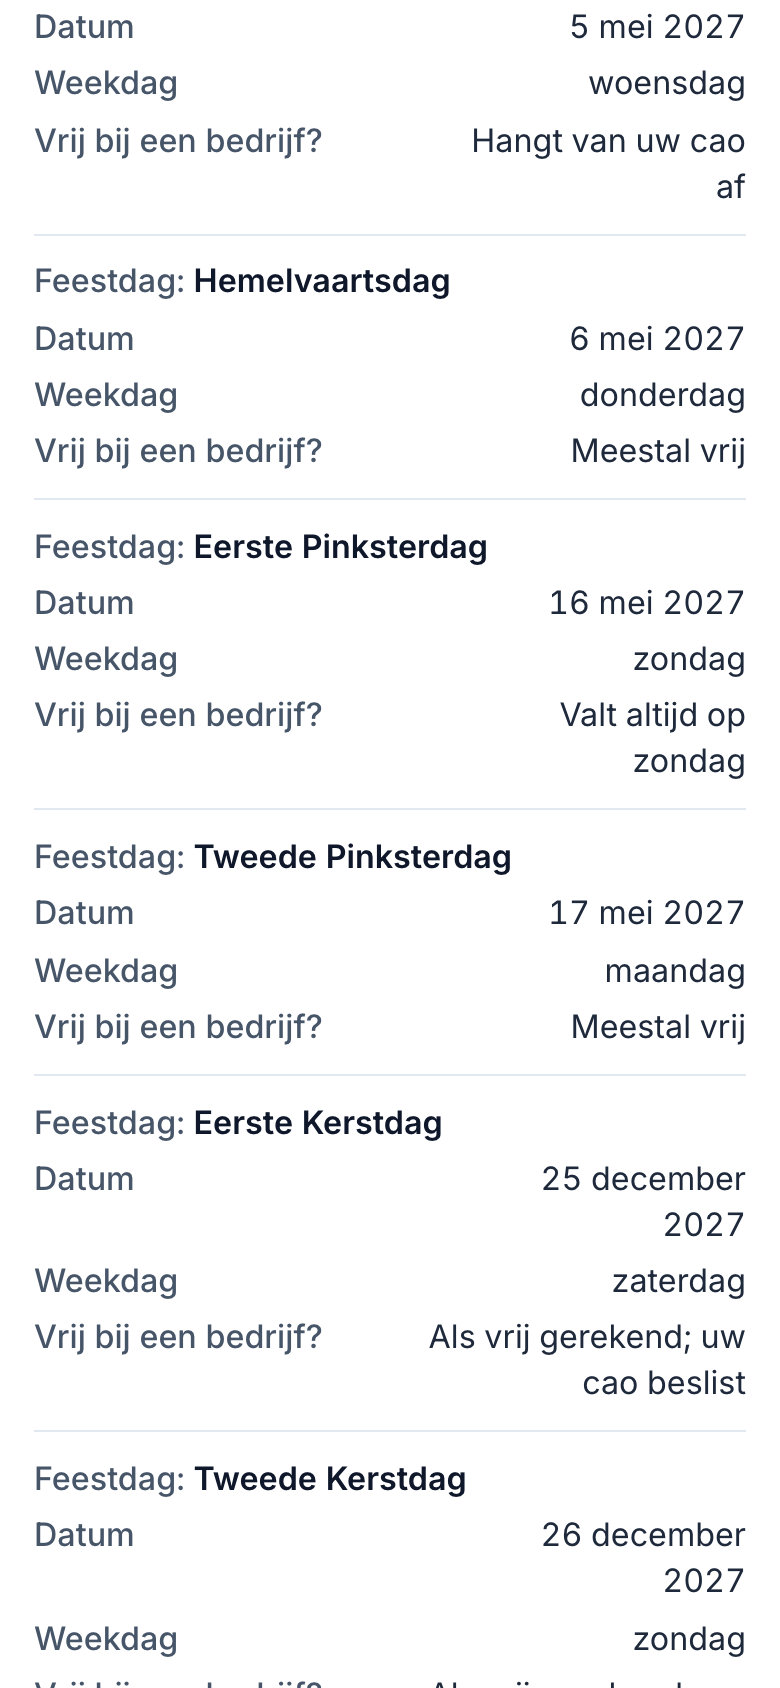 Datum 5 mei 2027
Weekdag woensdag
Vrij bij een bedrijf? Hangt van uw cao
af
Feestdag: Hemelvaartsdag
Datum 6 mei 2027
Weekdag donderdag
Vrij bij een bedrijf? Meestal vrij
Feestdag: Eerste Pinksterdag
Datum 16 mei 2027
Weekdag zondag
Vrij bij een bedrijf? Valt altijd op
zondag
Feestdag: Tweede Pinksterdag
Datum 17 mei 2027
Weekdag maandag
Vrij bij een bedrijf? Meestal vrij
Feestdag: Eerste Kerstdag
Datum 25 december
2027
Weekdag zaterdag
Vrij bij een bedrijf? Als vrij gerekend; uw
cao beslist
Feestdag: Tweede Kerstdag
Datum 26 december
2027
Weekdag zondag